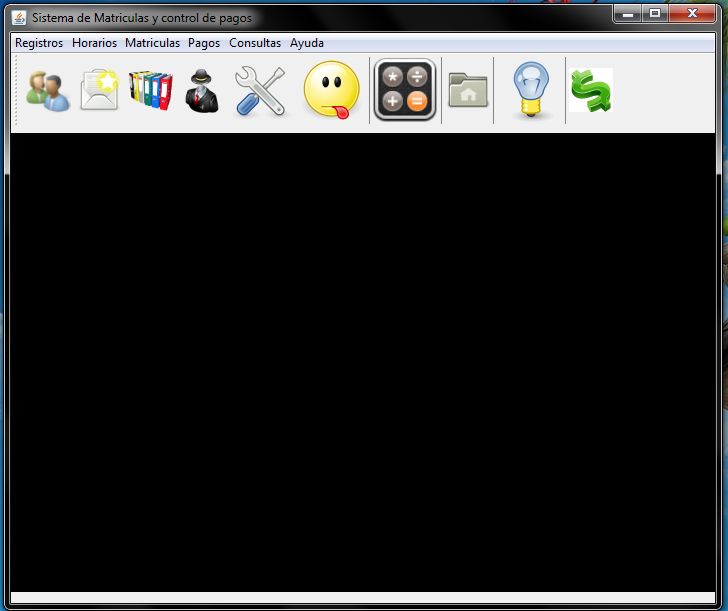 Sistema de Matriculas y control de pagos
Registros Horarios Matriculas Pagos Consultas Ayuda